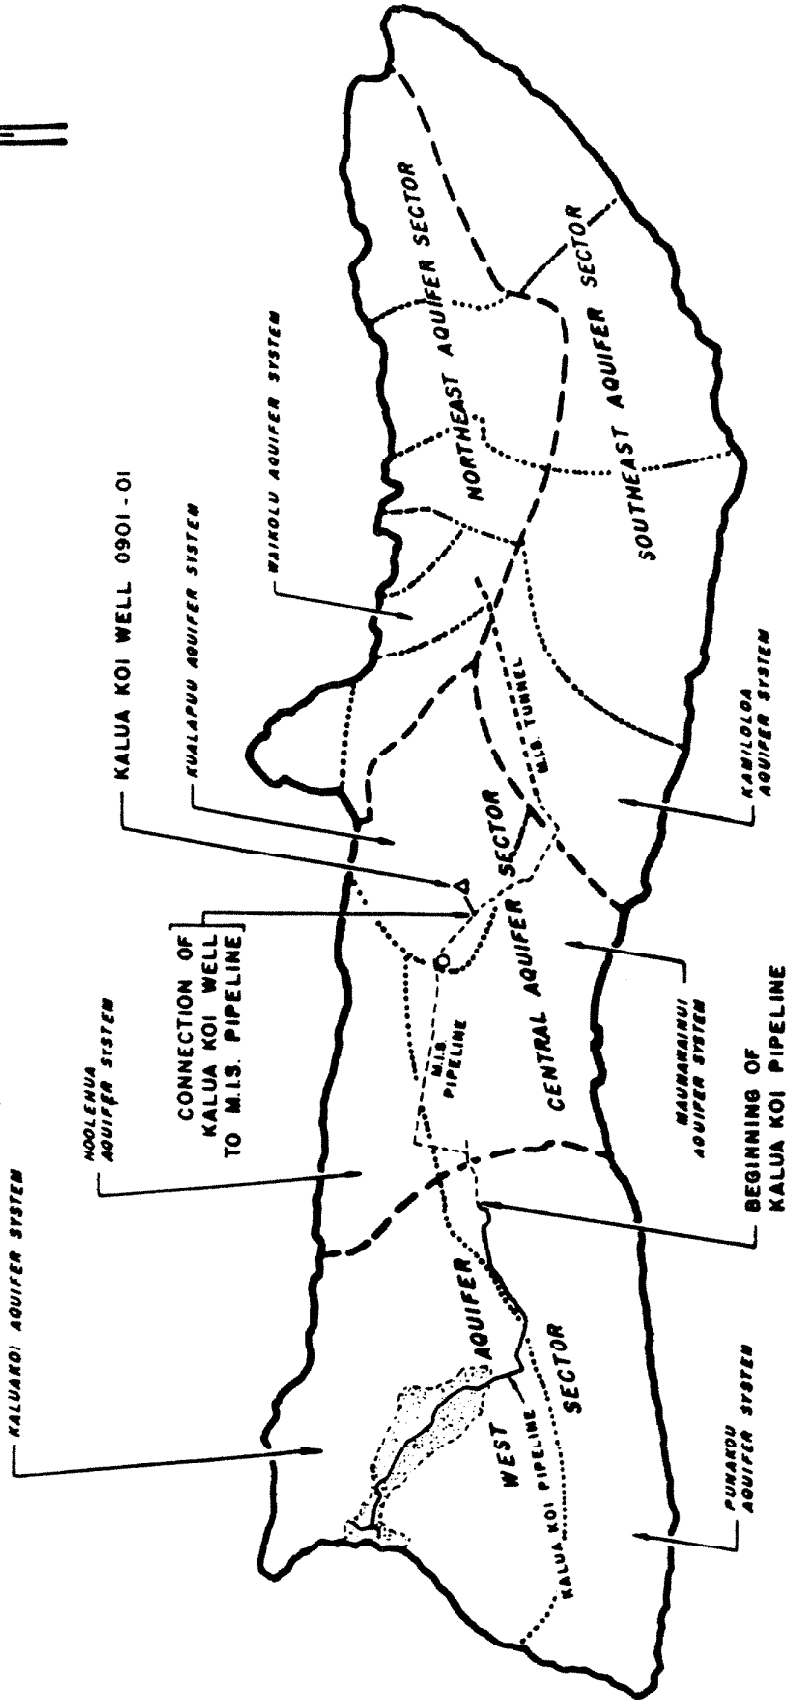 KALUAKOI AQUIFER SYSTEM
HOOLEHUA
AQUIFER SYSTEM
CONNECTION OF
KALUA KOI WELL
TO M.I.S. PIPELINE
KUALAPUU AQUIFER SISTEM
KALUA KOI WELL 0901-01
WAIKOLU AQUIFER SYSTEM
NORTHEAST AQUIFER SECTOR
SOUTHEAST AQUIFER SECTOR
M.I.S. TUNNEL
CENTRAL AQUIFER SECTOR
M.I.S.
PIPELINE
WEST AQUIFER
SECTOR
KALUA KOI PIPELINE
PUNAKOU
AQUIFER SYSTEM
BEGINNING OF
KALUA KOI PIPELINE
MAUNAWAINUI
AQUIFER SYSTEM
KAMILOLOA
AQUIFER SYSTEM